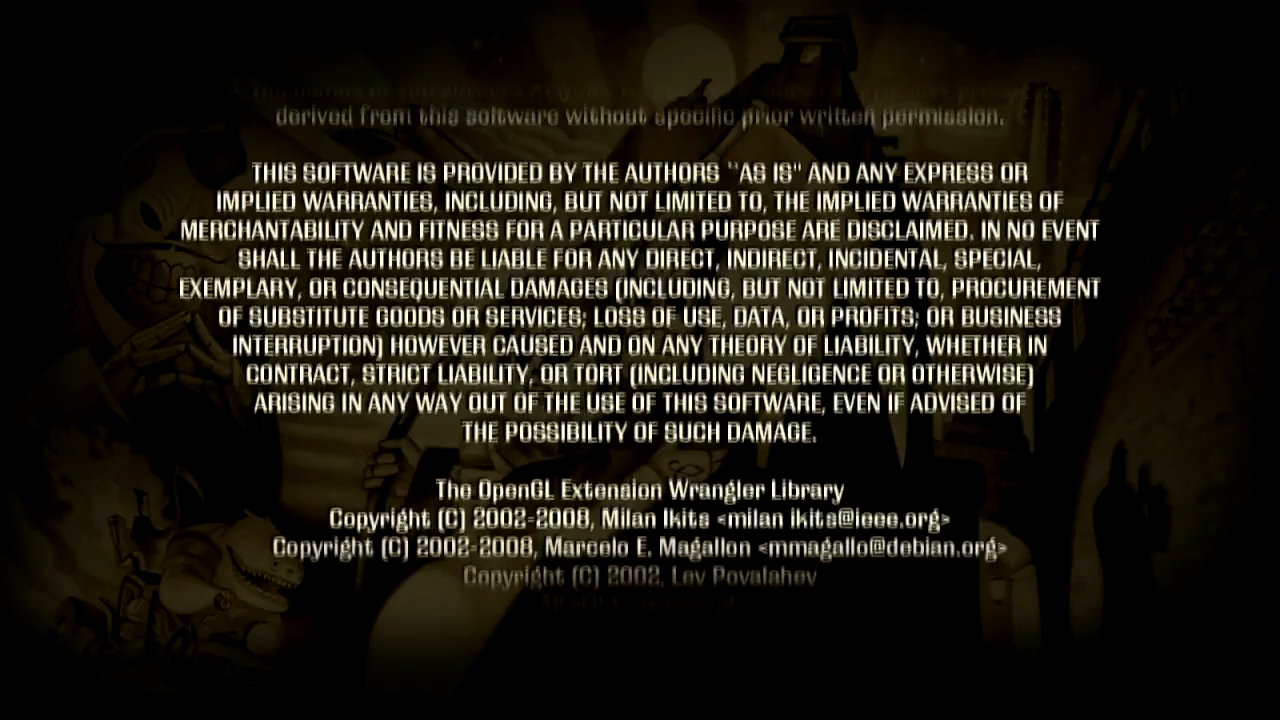 derived from this software without specific prior written permission.
THIS SOFTWARE IS PROVIDED BY THE AUTHORS ``AS IS'' AND ANY EXPRESS OR
IMPLIED WARRANTIES, INCLUDING, BUT NOT LIMITED TO, THE IMPLIED WARRANTIES OF
MERCHANTABILITY AND FITNESS FOR A PARTICULAR PURPOSE ARE DISCLAIMED. IN NO EVENT
SHALL THE AUTHORS BE LIABLE FOR ANY DIRECT, INDIRECT, INCIDENTAL, SPECIAL,
EXEMPLARY, OR CONSEQUENTIAL DAMAGES (INCLUDING, BUT NOT LIMITED TO, PROCUREMENT
OF SUBSTITUTE GOODS OR SERVICES; LOSS OF USE, DATA, OR PROFITS; OR BUSINESS
INTERRUPTION) HOWEVER CAUSED AND ON ANY THEORY OF LIABILITY, WHETHER IN
CONTRACT, STRICT LIABILITY, OR TORT (INCLUDING NEGLIGENCE OR OTHERWISE)
ARISING IN ANY WAY OUT OF THE USE OF THIS SOFTWARE, EVEN IF ADVISED OF
THE POSSIBILITY OF SUCH DAMAGE.
The OpenGL Extension Wrangler Library
Copyright (C) 2002-2008, Milan Ikits <milan ikits@ieee.org>
Copyright (C) 2002-2008, Marcelo E. Magallon <mmagallo@debian.org>
Copyright (C) 2002, Lev Povalahev